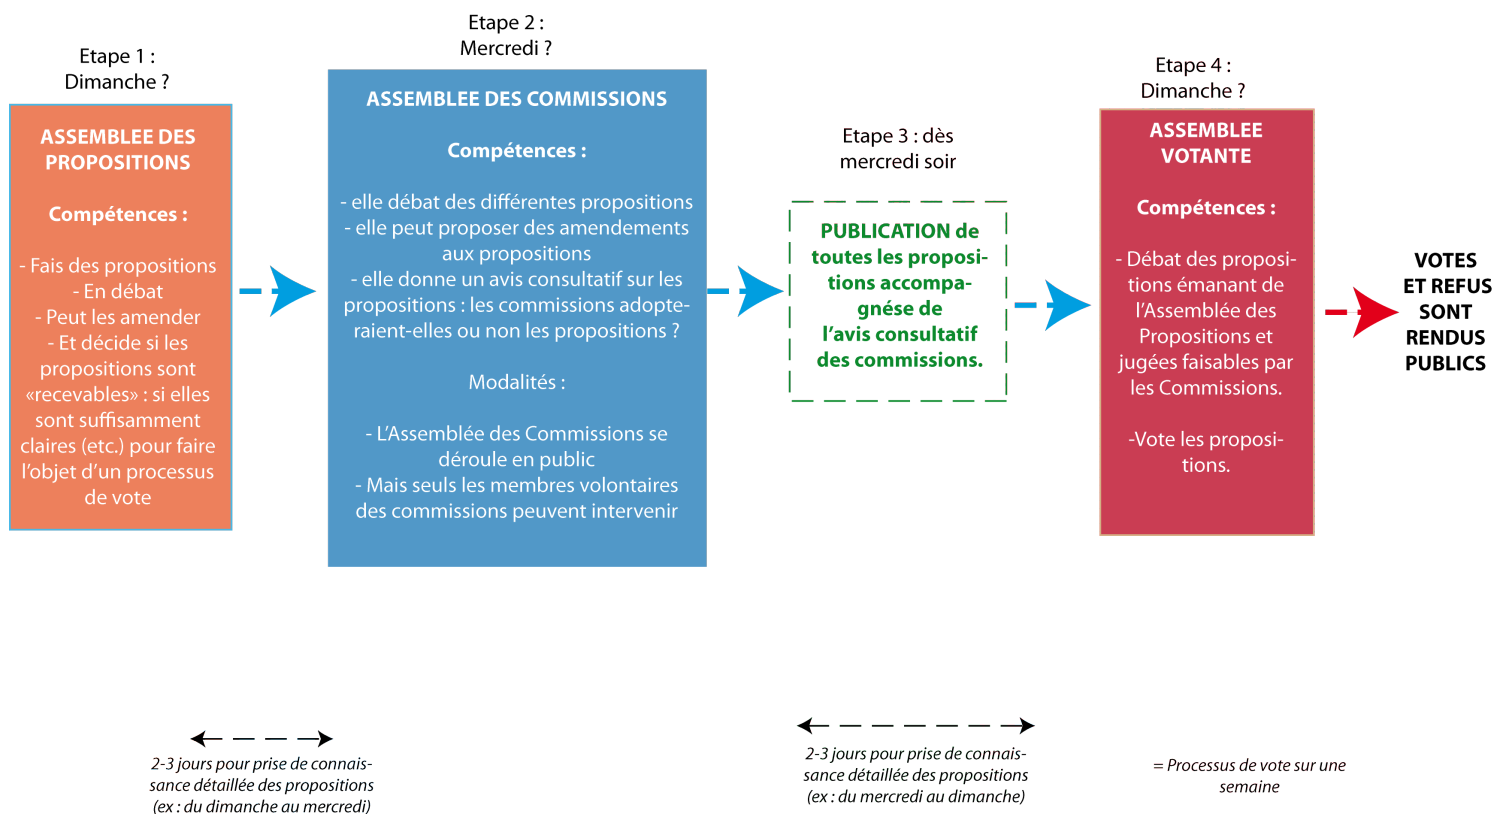 Etape 1 :
Dimanche ?
ASSEMBLEE DES
PROPOSITIONS
Compétences :
- Fais des propositions
- En débat
- Peut les amender
- Et décide si les
propositions sont
«recevables» : si elles
sont suffisamment
claires (etc.) pour faire
l’objet d’un processus
de vote
Etape 2 :
Mercredi ?
ASSEMBLEE DES COMMISSIONS
Compétences :
- elle débat des différentes propositions
- elle peut proposer des amendements
aux propositions
- elle donne un avis consultatif sur les
propositions : les commissions adopte-
raient-elles ou non les propositions ?
Modalités :
- L’Assemblée des Commissions se
déroule en public
- Mais seuls les membres volontaires
des commissions peuvent intervenir
Etape 3 : dès
mercredi soir
PUBLICATION de
toutes les proposi-
tions accompa-
gnése de
l’avis consultatif
des commissions.
Etape 4 :
Dimanche ?
ASSEMBLEE
VOTANTE
Compétences :
- Débat des proposi-
tions émanant de
l’Assemblée des
Propositions et
jugées faisables par
les Commissions.
-Vote les proposi-
tions.
VOTES
ET REFUS
SONT
RENDUS
PUBLICS
2-3 jours pour prise de connais-
sance détaillée des propositions
(ex : du dimanche au mercredi)
2-3 jours pour prise de connais-
sance détaillée des propositions
(ex : du mercredi au dimanche)
= Processus de vote sur une
semaine